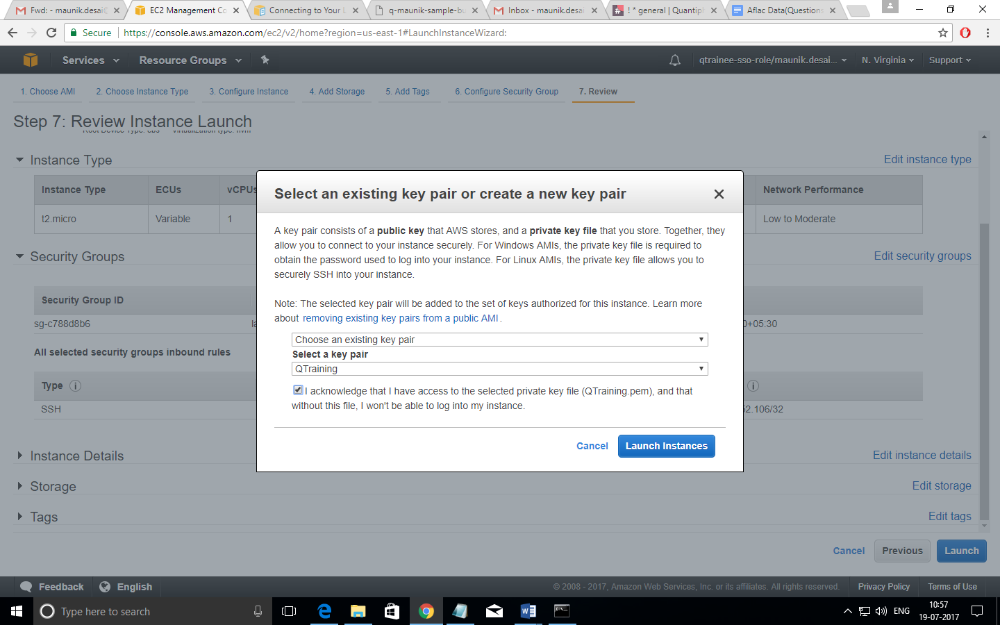 Fwd: - maunik.desai@
EC2 Management Co
Connecting to Your L
q-maunik-sample-bu
Inbox - maunik.desai
! * general | Quantiph
Aflac Data(Questions
Secure
https://console.aws.amazon.com/ec2/v2/home?region=us-east-1#LaunchInstanceWizard:
Services
Resource Groups
qtrainee-sso-role/maunik.desai...
N. Virginia
Support
1. Choose AMI
2. Choose Instance Type
3. Configure Instance
4. Add Storage
5. Add Tags
6. Configure Security Group
7. Review
Step 7: Review Instance Launch
Root Device Type: ebs Virtualization type: hvm
Instance Type
Edit instance type
Instance Type
ECUs
vCPUs
Network Performance
t2.micro
Variable
1
Low to Moderate
Security Groups
Edit security groups
Security Group ID
sg-c788d8b6
la
0+05:30
All selected security groups inbound rules
Type
SSH
52.106/32
Instance Details
Edit instance details
Storage
Edit storage
Tags
Edit tags
Select an existing key pair or create a new key pair
A key pair consists of a public key that AWS stores, and a private key file that you store. Together, they
allow you to connect to your instance securely. For Windows AMIs, the private key file is required to
obtain the password used to log into your instance. For Linux AMIs, the private key file allows you to
securely SSH into your instance.
Note: The selected key pair will be added to the set of keys authorized for this instance. Learn more
about removing existing key pairs from a public AMI.
Choose an existing key pair
Select a key pair
QTraining
I acknowledge that I have access to the selected private key file (QTraining.pem), and that
without this file, I won't be able to log into my instance.
Cancel
Launch Instances
Cancel
Previous
Launch
Feedback
English
© 2008 - 2017, Amazon Web Services, Inc. or its affiliates. All rights reserved.
Privacy Policy
Terms of Use
Type here to search
ENG
10:57
19-07-2017